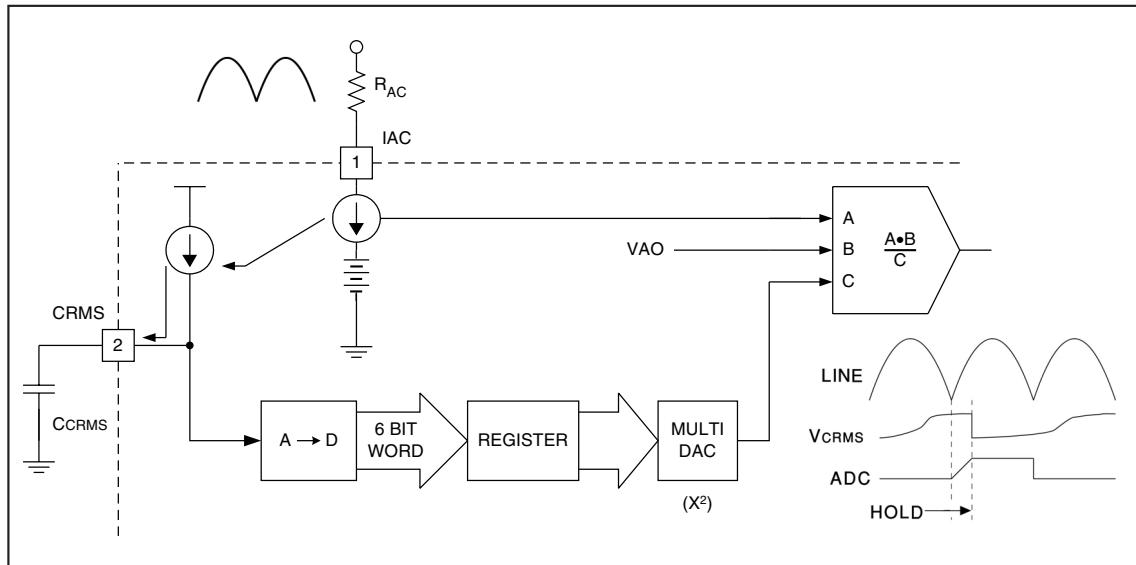 RAC
IAC
1
A
VAO
B
A•B
C
C
CRMS
2
CCRMS
A → D
6 BIT
WORD
REGISTER
MULTI
DAC
(X²)
LINE
VCRMS
ADC
HOLD